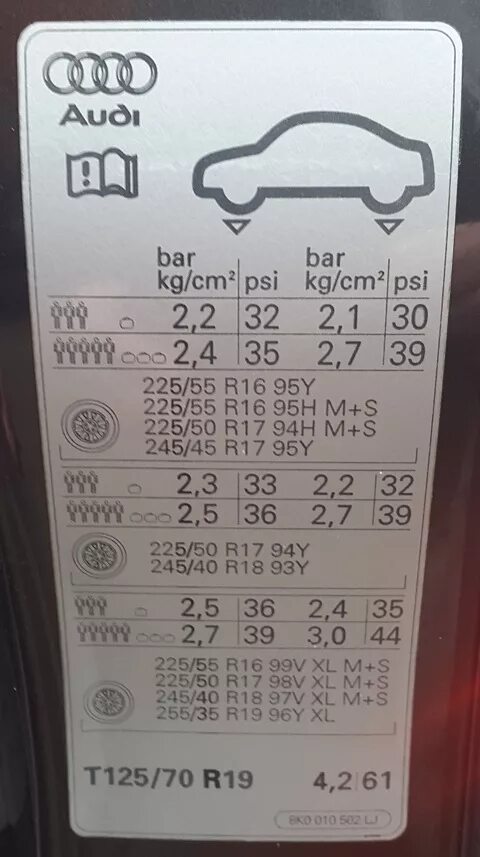 Audi
bar bar
kg/cm² psi kg/cm² psi
2,2 32 2,1 30
2,4 35 2,7 39
225/55 R16 95Y
225/55 R16 95H M+S
225/50 R17 94H M+S
245/45 R17 95Y
2,3 33 2,2 32
2,5 36 2,7 39
225/50 R17 94Y
245/40 R18 93Y
2,5 36 2,4 35
2,7 39 3,0 44
225/55 R16 99V XL M+S
225/50 R17 98V XL M+S
245/40 R18 97V XL M+S
255/35 R19 96Y XL
T125/70 R19 4,2 61
8K0 010 502 LJ